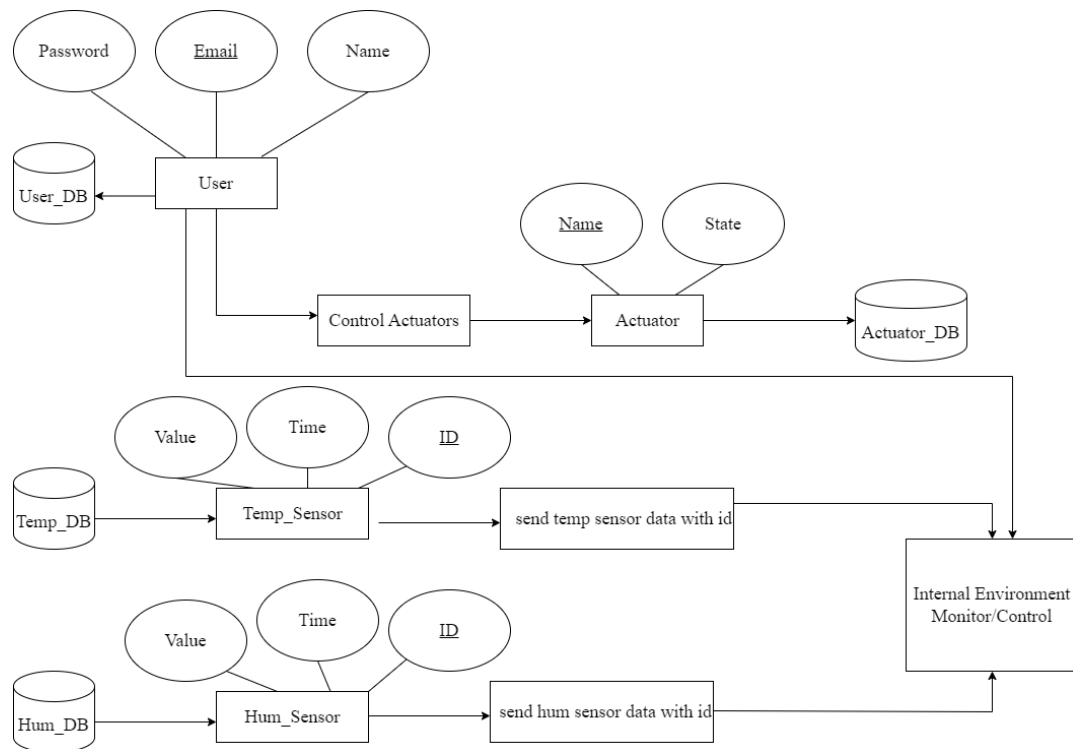 Password
Email
Name
User_DB
User
Name
State
Control Actuators
Actuator
Actuator_DB
Value
Time
ID
Temp_DB
Temp_Sensor
send temp sensor data with id
Internal Environment
Monitor/Control
Value
Time
ID
Hum_DB
Hum_Sensor
send hum sensor data with id